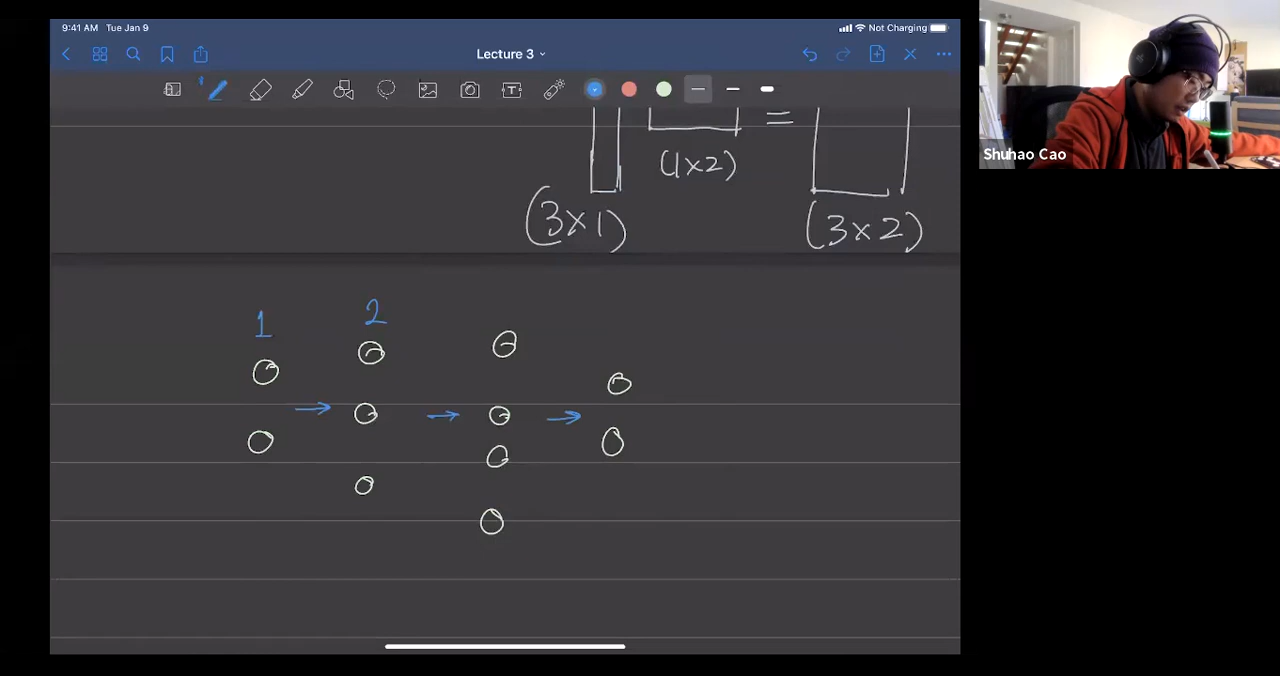 9:41 AM Tue Jan 9
Not Charging
Lecture 3
T
=
(1x2)
(3x1)
(3x2)
1 2
Shuhao Cao